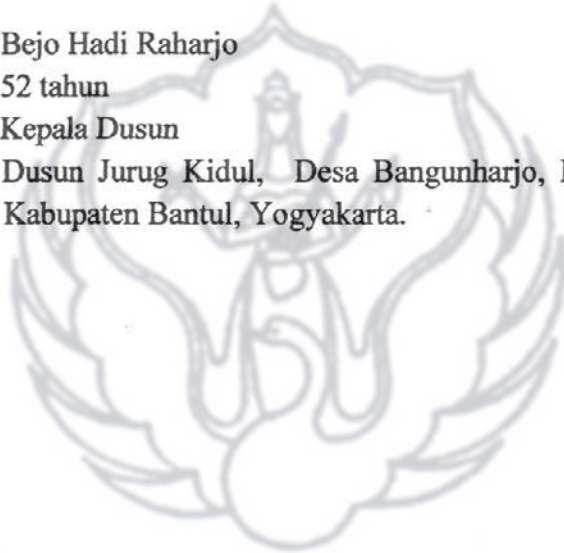 Bejo Hadi Raharjo
52 tahun
Kepala Dusun
Dusun Jurug Kidul, Desa Bangunharjo,
Kabupaten Bantul, Yogyakarta.